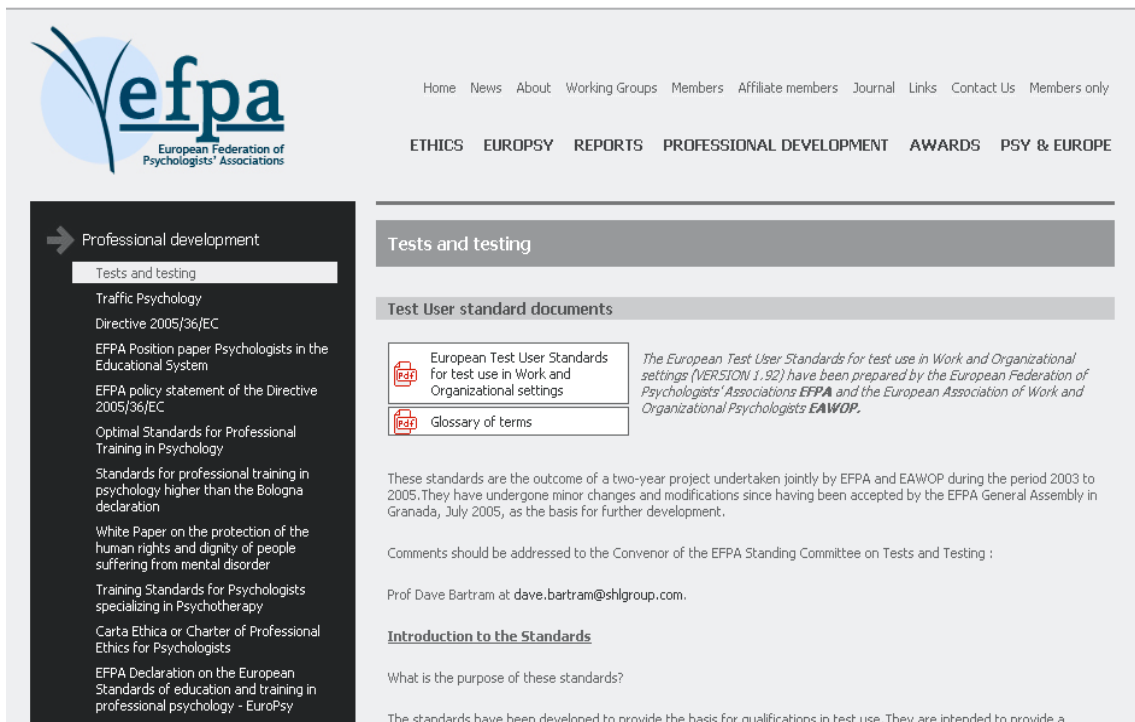 efpa
European Federation of
Psychologists' Associations
Home News About Working Groups Members Affiliate members Journal Links Contact Us Members only
ETHICS EUROPSY REPORTS PROFESSIONAL DEVELOPMENT AWARDS PSY & EUROPE
Professional development
Tests and testing
Traffic Psychology
Directive 2005/36/EC
EFPA Position paper Psychologists in the
Educational System
EFPA policy statement of the Directive
2005/36/EC
Optimal Standards for Professional
Training in Psychology
Standards for professional training in
psychology higher than the Bologna
declaration
White Paper on the protection of the
human rights and dignity of people
suffering from mental disorder
Training Standards for Psychologists
specializing in Psychotherapy
Carta Ethica or Charter of Professional
Ethics for Psychologists
EFPA Declaration on the European
Standards of education and training in
professional psychology - EuroPsy
Tests and testing
Test User standard documents
Pdf
European Test User Standards
for test use in Work and
Organizational settings
Pdf
Glossary of terms
The European Test User Standards for test use in Work and Organizational
settings (VERSION 1.92) have been prepared by the European Federation of
Psychologists' Associations EFPA and the European Association of Work and
Organizational Psychologists EAWOP.
These standards are the outcome of a two-year project undertaken jointly by EFPA and EAWOP during the period 2003 to
2005.They have undergone minor changes and modifications since having been accepted by the EFPA General Assembly in
Granada, July 2005, as the basis for further development.
Comments should be addressed to the Convenor of the EFPA Standing Committee on Tests and Testing :
Prof Dave Bartram at dave.bartram@shlgroup.com.
Introduction to the Standards
What is the purpose of these standards?
The standards have been developed to provide the basis for qualifications in test use. They are intended to provide a